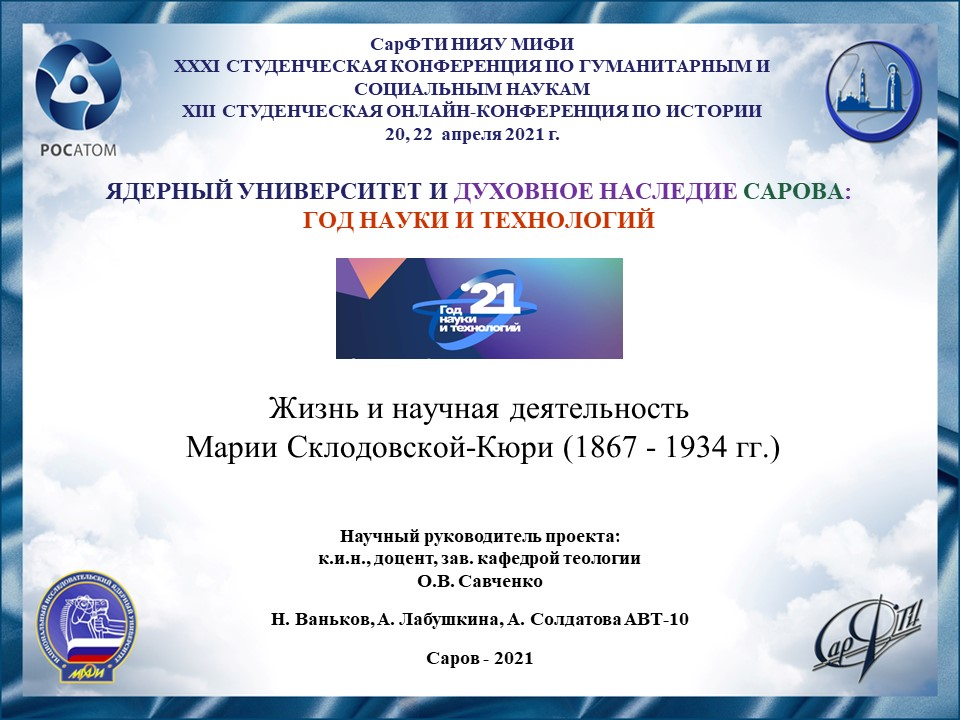 СарФТИ НИЯУ МИФИ
XXXI СТУДЕНЧЕСКАЯ КОНФЕРЕНЦИЯ ПО ГУМАНИТАРНЫМ И
СОЦИАЛЬНЫМ НАУКАМ
XIII СТУДЕНЧЕСКАЯ ОНЛАЙН-КОНФЕРЕНЦИЯ ПО ИСТОРИИ
20, 22 апреля 2021 г.
РОСАТОМ
ЯДЕРНЫЙ УНИВЕРСИТЕТ И ДУХОВНОЕ НАСЛЕДИЕ САРОВА:
ГОД НАУКИ И ТЕХНОЛОГИЙ
21
Год
науки
и технологий
Жизнь и научная деятельность
Марии Склодовской-Кюри (1867 - 1934 гг.)
Научный руководитель проекта:
к.и.н., доцент, зав. кафедрой теологии
О.В. Савченко
Н. Ваньков, А. Лабушкина, А. Солдатова АВТ-10
Саров - 2021
НАЦИОНАЛЬНЫЙ ИССЛЕДОВАТЕЛЬСКИЙ ЯДЕРНЫЙ УНИВЕРСИТЕТ
МИФИ
СарФТИ